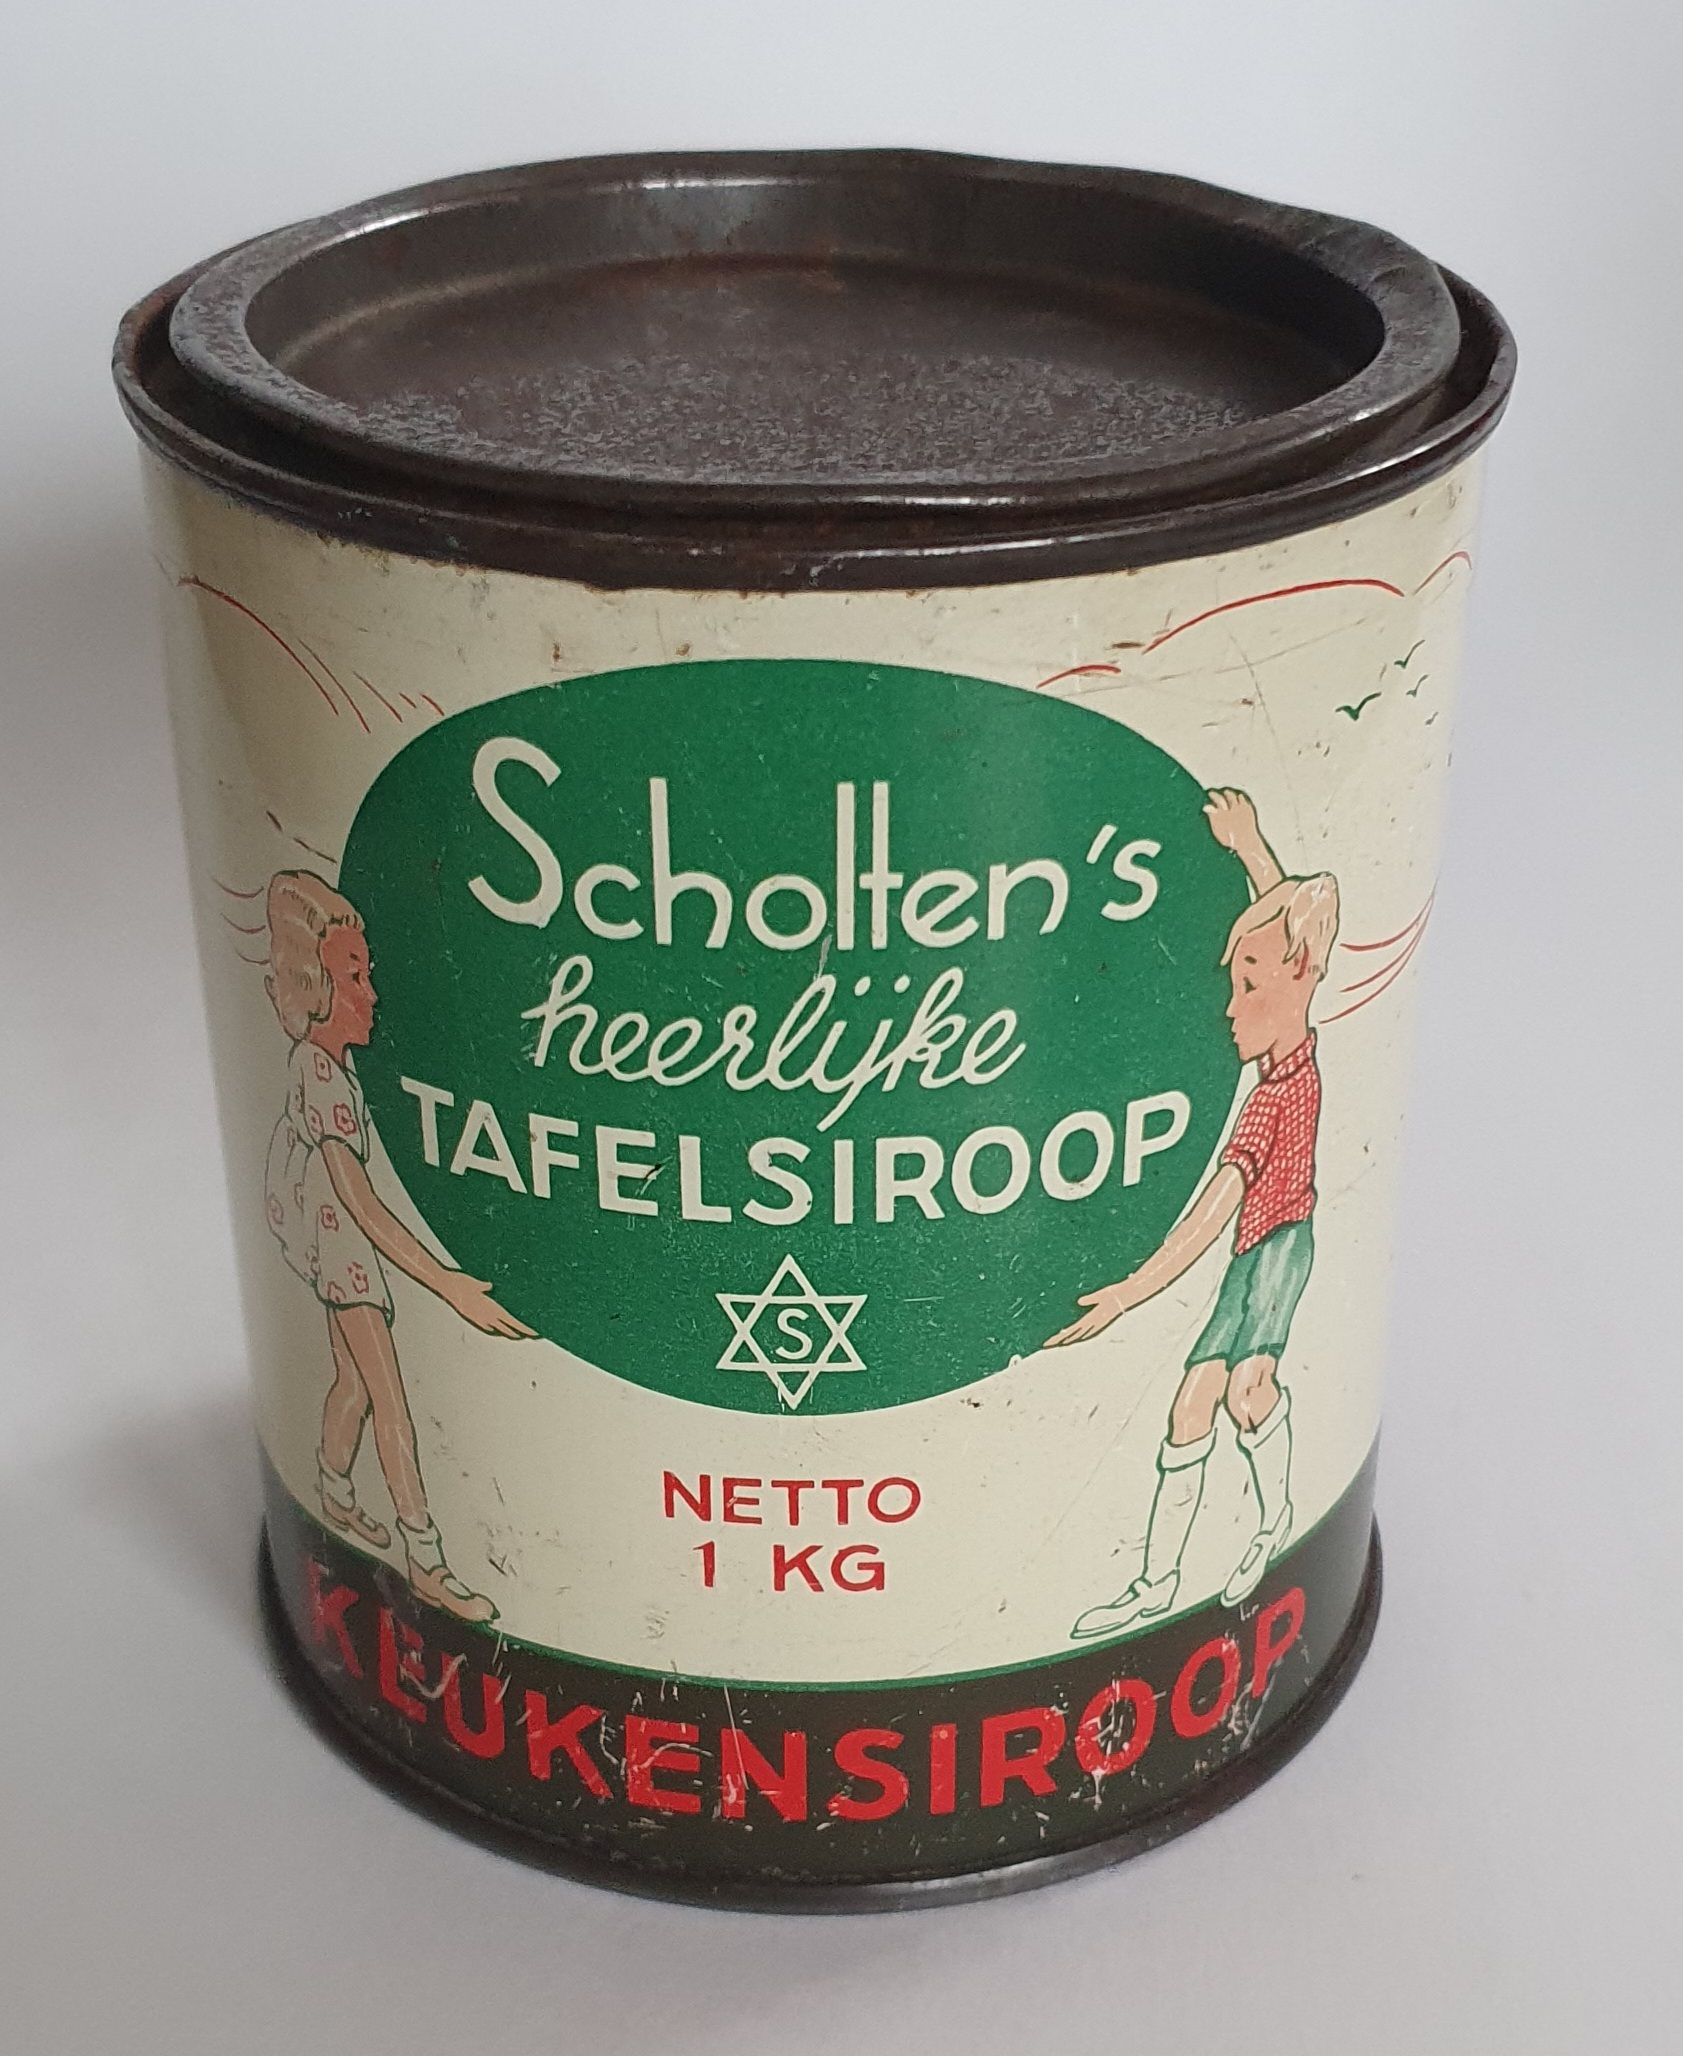 Scholten's
heerlijke
TAFELSIROOP
S
NETTO
1 KG
KEUKENSIROOP